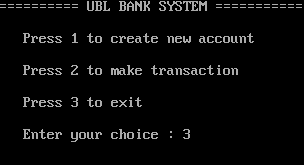 ========== UBL BANK SYSTEM ===========
Press 1 to create new account
Press 2 to make transaction
Press 3 to exit
Enter your choice : 3